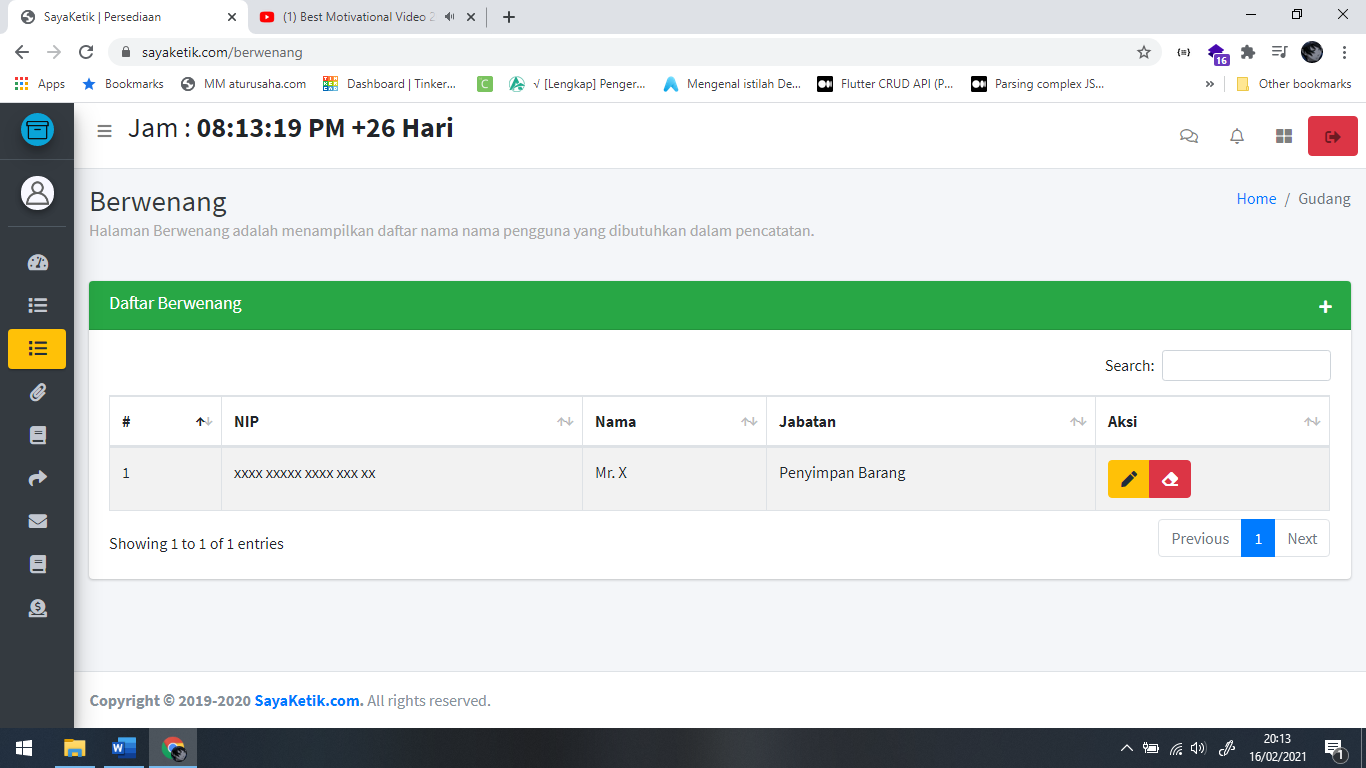 SayaKetik | Persediaan
(1) Best Motivational Video 2
sayaketik.com/berwenang
16
Apps
Bookmarks
MM aturusaha.com
Dashboard | Tinker...
C
√ [Lengkap] Penger...
Mengenal istilah De...
Flutter CRUD API (P...
Parsing complex JS...
»
Other bookmarks
Jam : 08:13:19 PM +26 Hari
Berwenang
Home / Gudang
Halaman Berwenang adalah menampilkan daftar nama nama pengguna yang dibutuhkan dalam pencatatan.
Daftar Berwenang
+
Search:
# NIP Nama Jabatan Aksi
1 xxxx xxxxx xxxx xxx xx Mr. X Penyimpan Barang
Showing 1 to 1 of 1 entries
Previous 1 Next
Copyright © 2019-2020 SayaKetik.com. All rights reserved.
20:13
16/02/2021
1